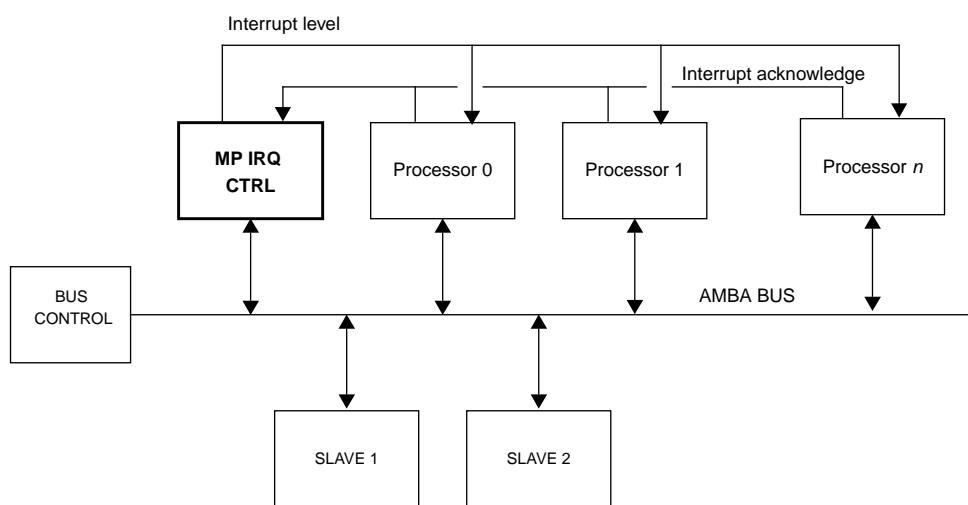 Interrupt level
Interrupt acknowledge
MP IRQ
CTRL
Processor 0
Processor 1
Processor n
BUS
CONTROL
AMBA BUS
SLAVE 1
SLAVE 2